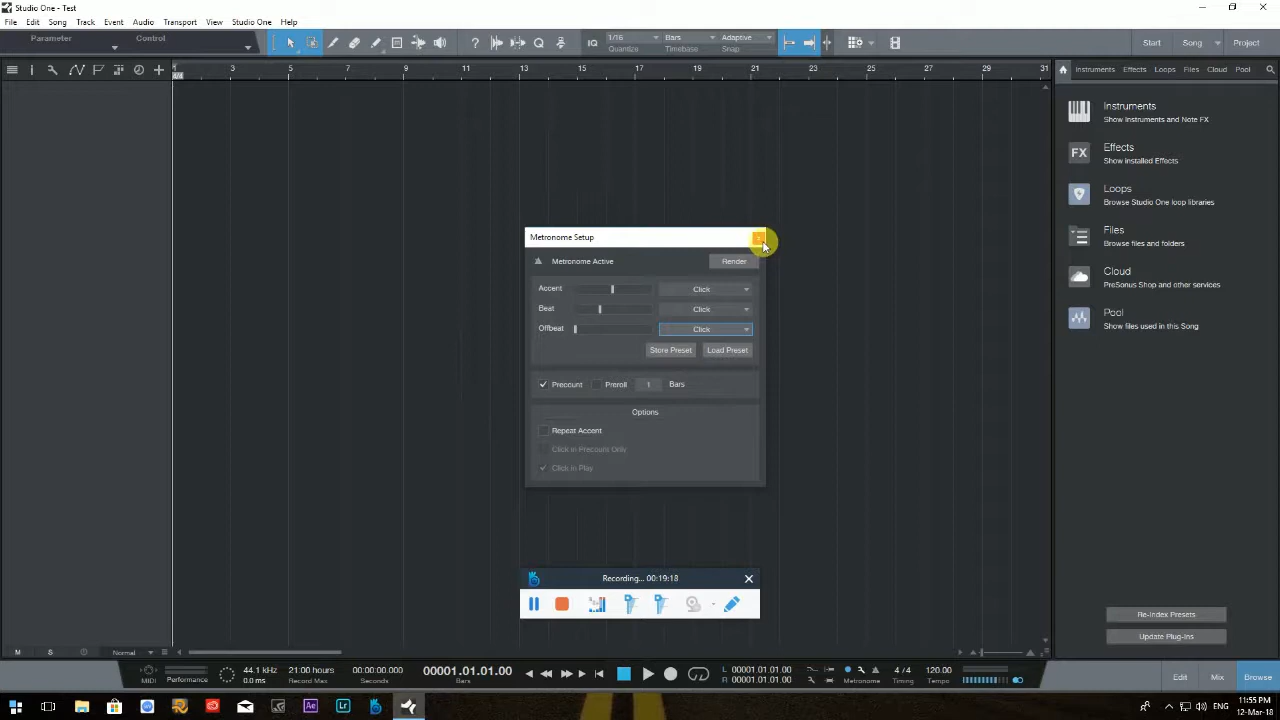 Studio One - Test
File Edit Song Track Event Audio Transport View Studio One Help
Parameter Control
1/16 Bars Adaptive
IQ Quantize Timebase Snap
Start Song Project
1 3 5 7 9 11 13 15 17 19 21 23 25 27 29 31
4/4
Instruments Effects Loops Files Cloud Pool
Instruments
Show Instruments and Note FX
FX
Effects
Show installed Effects
Loops
Browse Studio One loop libraries
Files
Browse files and folders
Cloud
PreSonus Shop and other services
Pool
Show files used in this Song
Metronome Setup
Metronome Active Render
Accent Click
Beat Click
Offbeat Click
Store Preset Load Preset
Precount Preroll 1 Bars
Options
Repeat Accent
Click in Precount Only
Click in Play
Recording... 00:19:18
Re-Index Presets
Update Plug-Ins
M S Normal
MIDI Performance
44.1 kHz
0.0 ms
21:00 hours
Record Max
00:00:00.000
Seconds
00001.01.01.00
Bars
L 00001.01.01.00
R 00001.01.01.00
Metronome
4 / 4
Timing
120.00
Tempo
Edit Mix Browse
Ae
Lr
ENG
11:55 PM
12-Mar-18